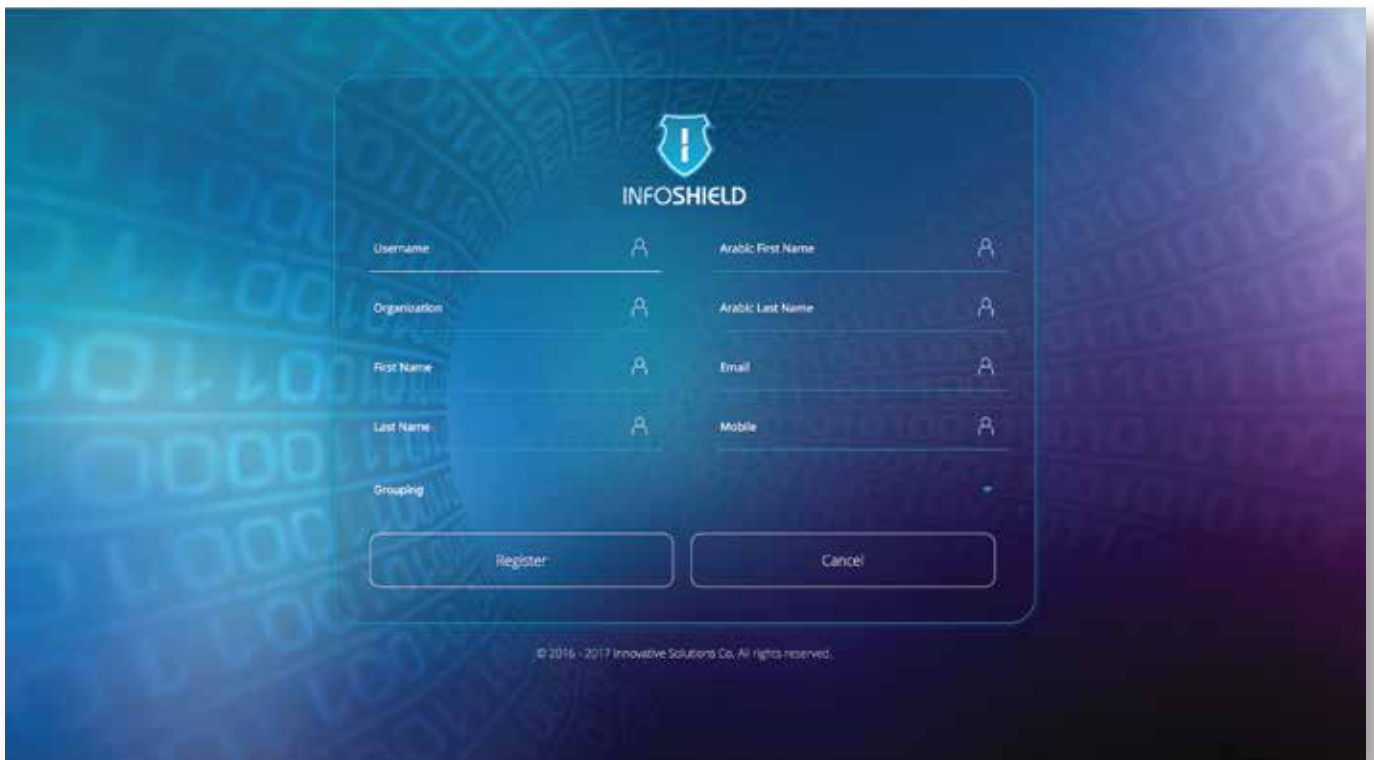 INFOSHIELD
Username
Arabic First Name
Organization
Arabic Last Name
First Name
Email
Last Name
Mobile
Grouping
Register
Cancel
© 2016 - 2017 Innovative Solutions Co. All rights reserved.